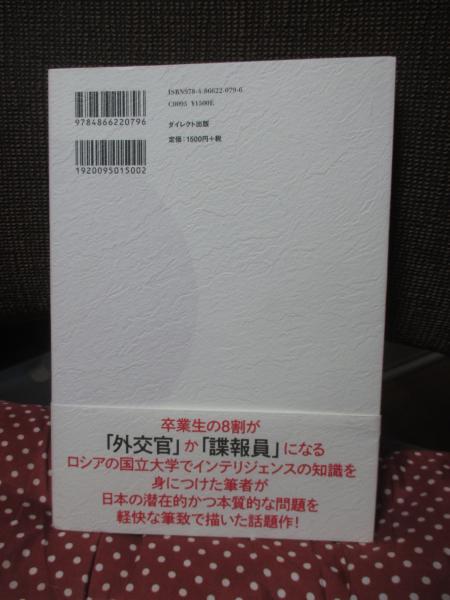 ISBN978-4-86622-079-6
C0095 ¥1500E
ダイレクト出版
定価:1500円+税
9784866220796
1920095015002
卒業生の8割が
「外交官」か「諜報員」になる
ロシアの国立大学でインテリジェンスの知識を
身につけた筆者が
日本の潜在的かつ本質的な問題を
軽快な筆致で描いた話題作!